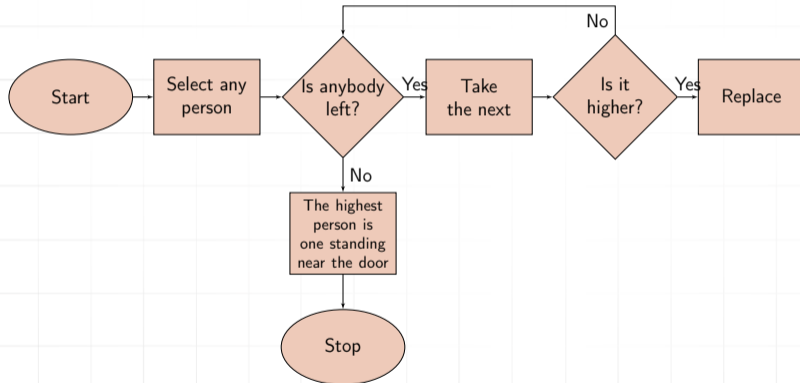 Start
Select any
person
Is anybody
left?
Yes
Take
the next
Is it
higher?
No
Yes
Replace
No
The highest
person is
one standing
near the door
Stop